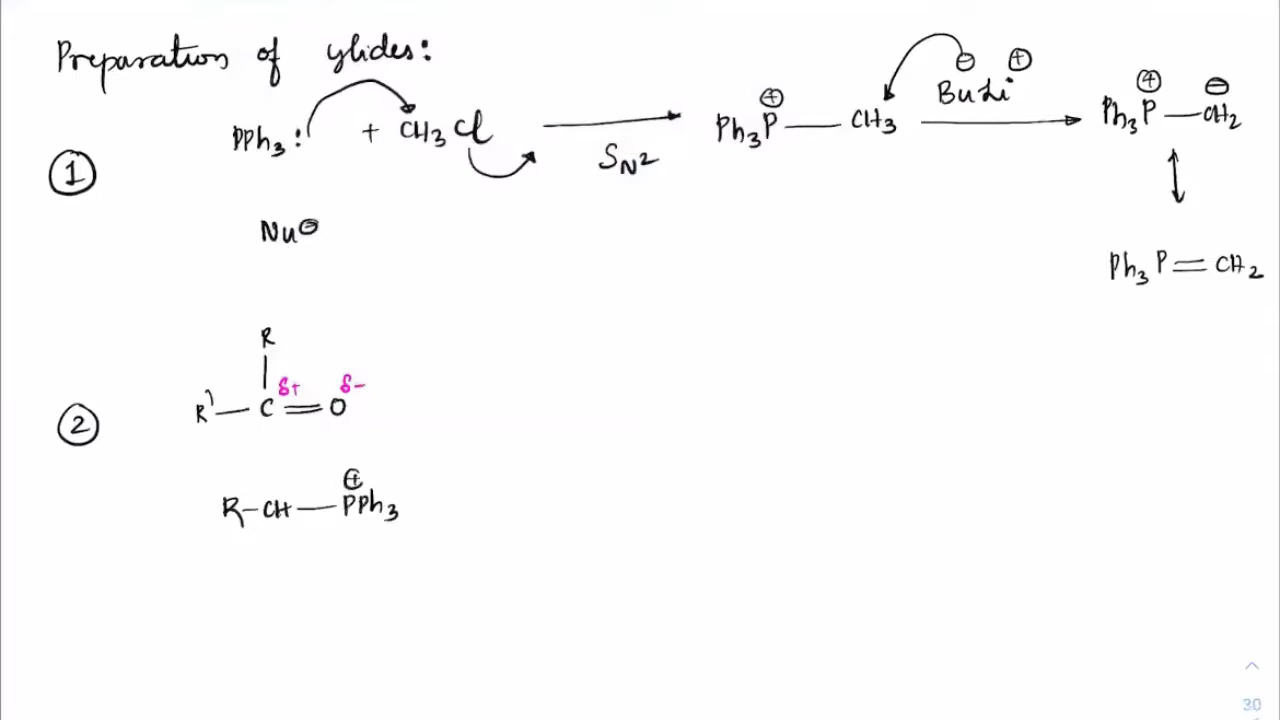 Preparation of ylides:
⊕ ⊖ ⊕ ⊕ ⊖
PPh3: + CH3Cl ⟶ Ph3P — CH3 BuLi ⟶ Ph3P — CH2
① SN2 ↕
Nu⊖
Ph3P = CH2
R
δ+ δ-
② R' — C = O
⊕
R-CH — PPh3
30